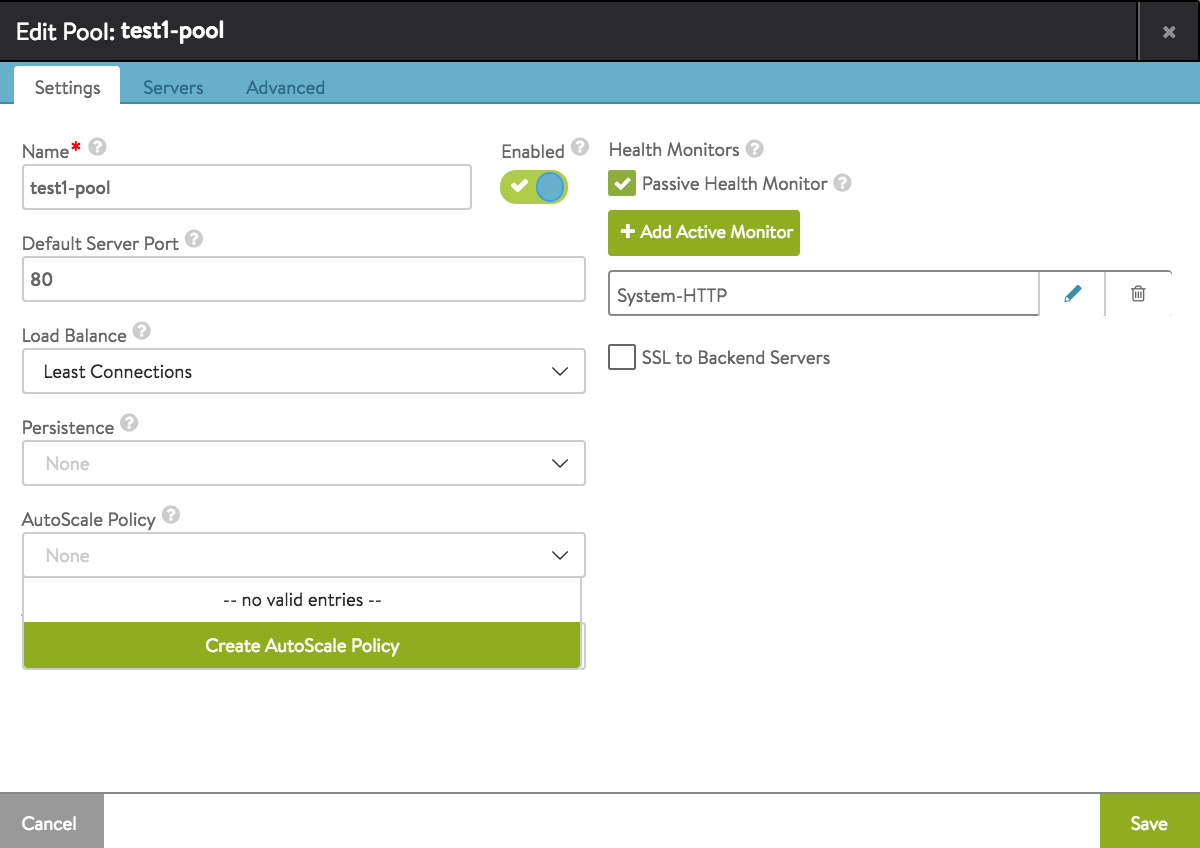 Edit Pool: test1-pool
Settings
Servers
Advanced
Name*
test1-pool
Enabled
Default Server Port
80
Load Balance
Least Connections
Persistence
None
AutoScale Policy
None
-- no valid entries --
Create AutoScale Policy
Health Monitors
Passive Health Monitor
+ Add Active Monitor
System-HTTP
SSL to Backend Servers
Cancel
Save